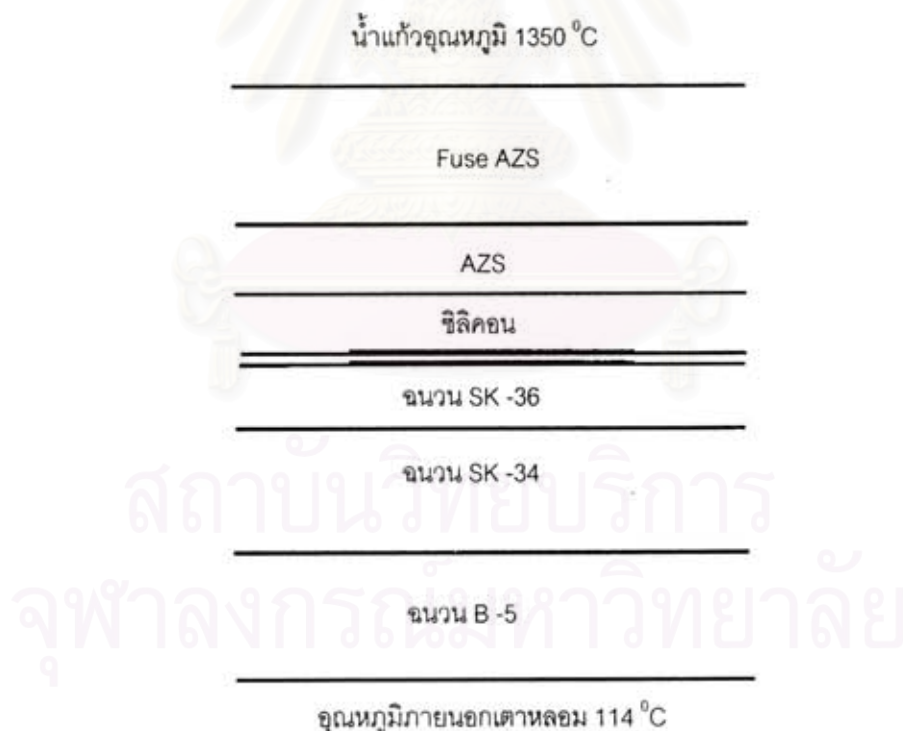 น้ำแก้วอุณหภูมิ 1350 ⁰C
Fuse AZS
AZS
ซิลิคอน
ฉนวน SK -36
ฉนวน SK -34
สถาบันวิทยบริการ
ฉนวน B -5
จุฬาลงกรณ์มหาวิทยาลัย
อุณหภูมิภายนอกเตาหลอม 114 ⁰C